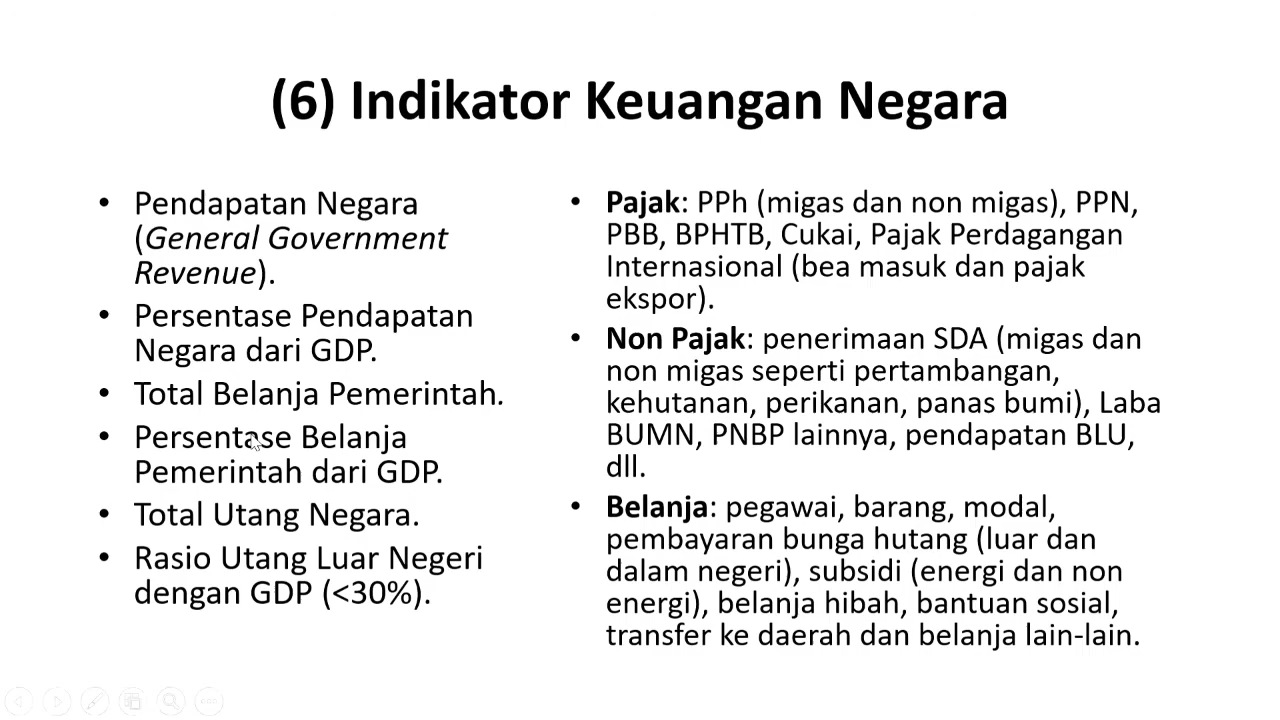 (6) Indikator Keuangan Negara
• Pendapatan Negara
(General Government
Revenue).
• Persentase Pendapatan
Negara dari GDP.
• Total Belanja Pemerintah.
• Persentase Belanja
Pemerintah dari GDP.
• Total Utang Negara.
• Rasio Utang Luar Negeri
dengan GDP (<30%).
• Pajak: PPh (migas dan non migas), PPN,
PBB, BPHTB, Cukai, Pajak Perdagangan
Internasional (bea masuk dan pajak
ekspor).
• Non Pajak: penerimaan SDA (migas dan
non migas seperti pertambangan,
kehutanan, perikanan, panas bumi), Laba
BUMN, PNBP lainnya, pendapatan BLU,
dll.
• Belanja: pegawai, barang, modal,
pembayaran bunga hutang (luar dan
dalam negeri), subsidi (energi dan non
energi), belanja hibah, bantuan sosial,
transfer ke daerah dan belanja lain-lain.